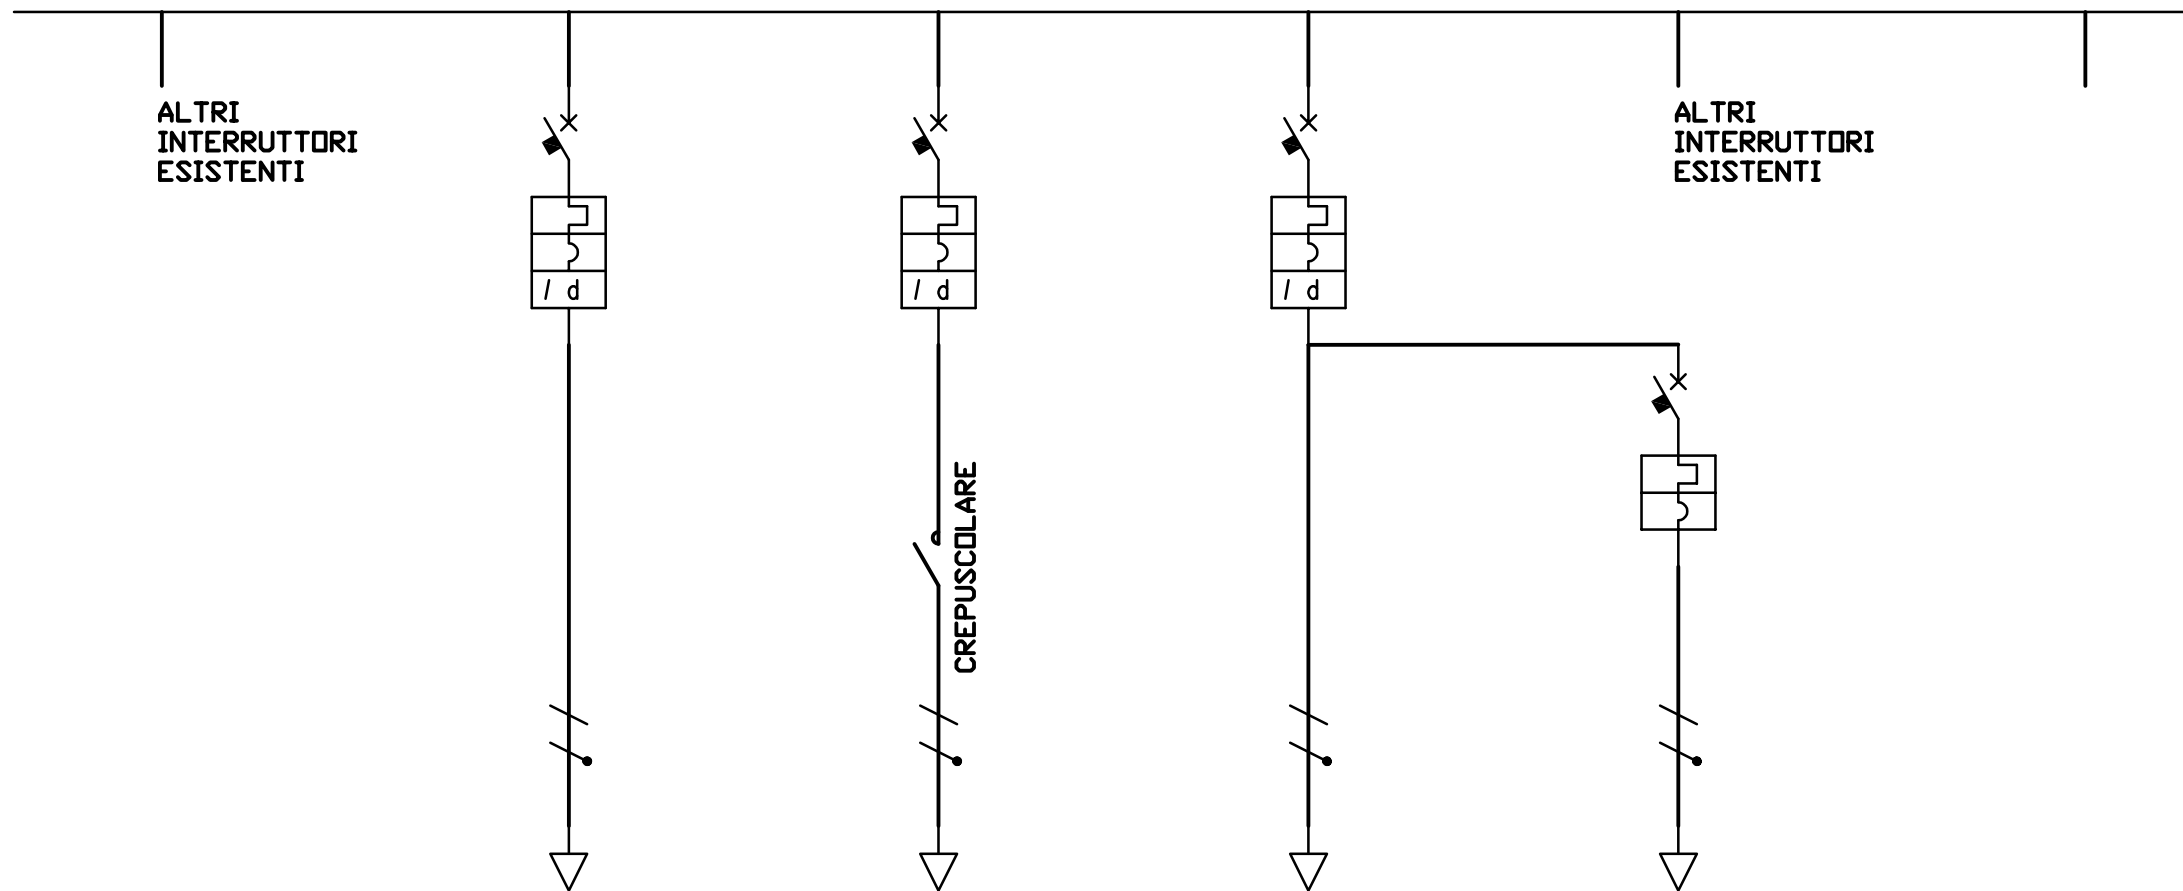 ALTRI
INTERRUTTORI
ESISTENTI
ALTRI
INTERRUTTORI
ESISTENTI
I d
I d
I d
CREPUSCOLARE